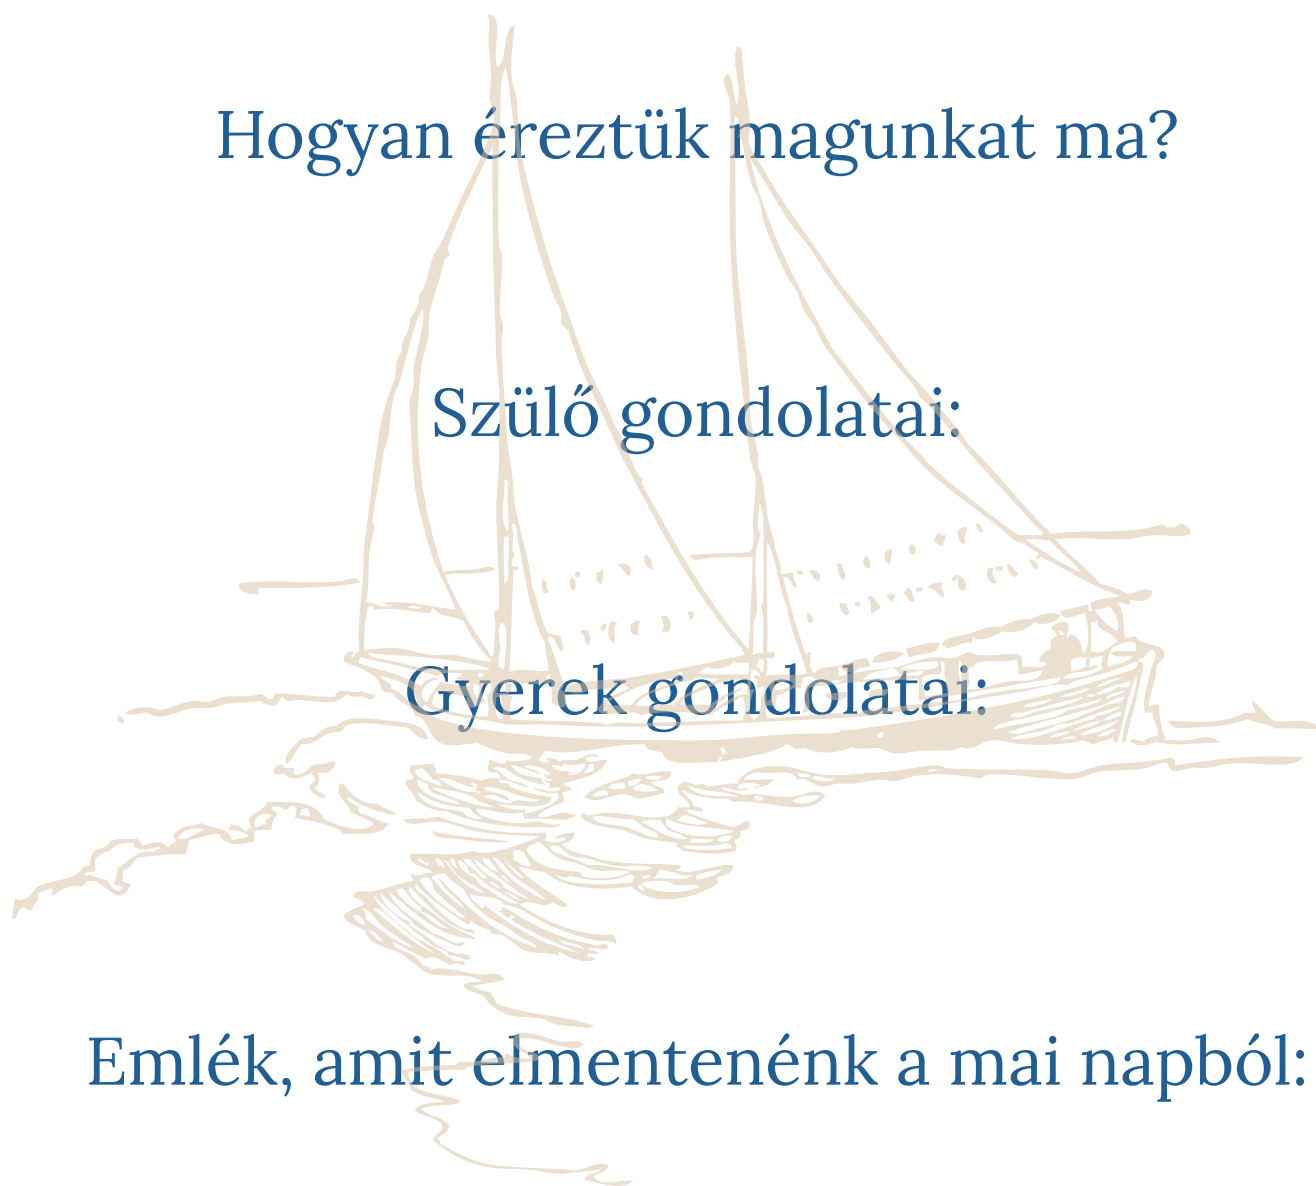 Hogyan éreztük magunkat ma?
Szülő gondolatai:
Gyerek gondolatai:
Emlék, amit elmentenénk a mai napból: